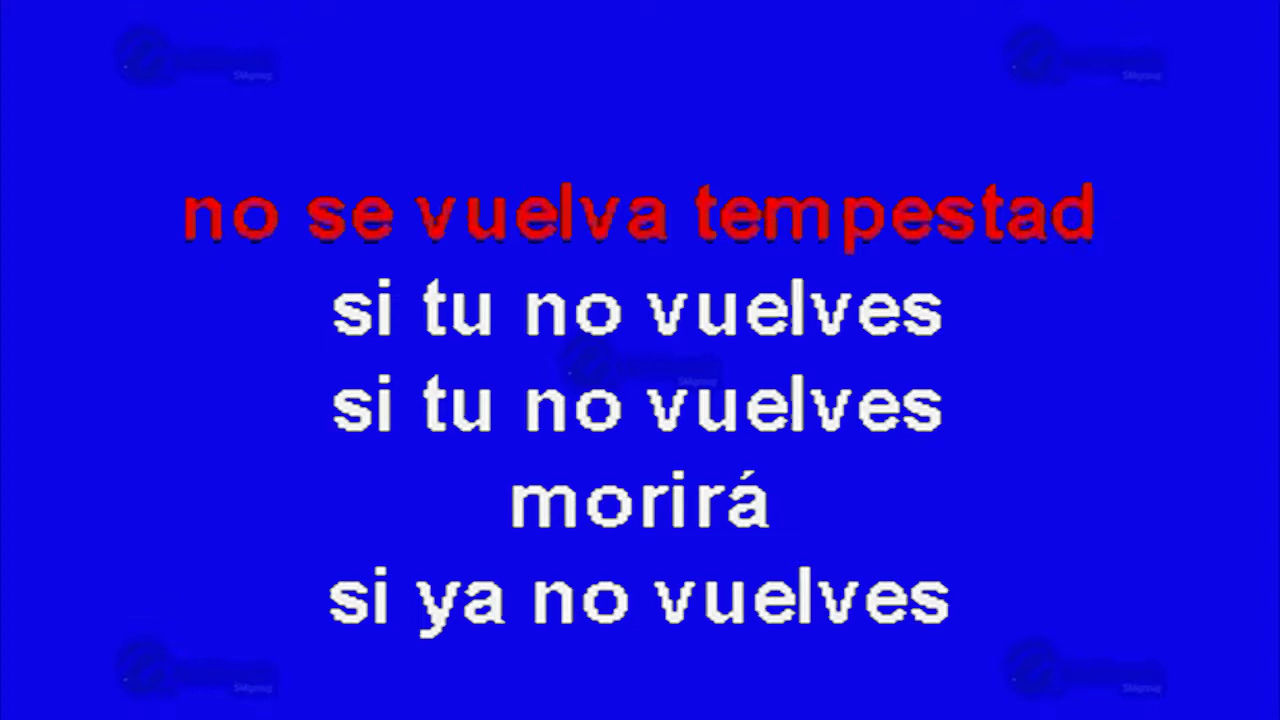 no se vuelva tempestad
si tu no vuelves
si tu no vuelves
morirá
si ya no vuelves